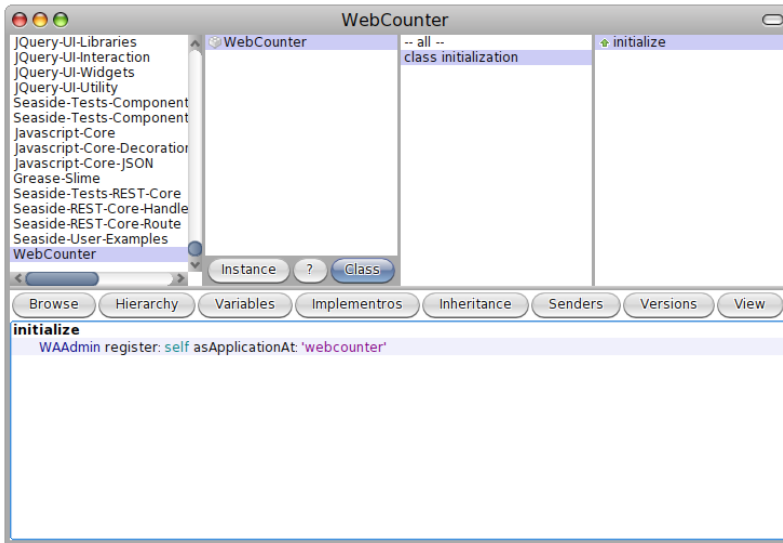 WebCounter
JQuery-UI-Libraries
JQuery-UI-Interaction
JQuery-UI-Widgets
JQuery-UI-Utility
Seaside-Tests-Component
Seaside-Tests-Component
Javascript-Core
Javascript-Core-Decoration
Javascript-Core-JSON
Grease-Slime
Seaside-Tests-REST-Core
Seaside-REST-Core-Handle
Seaside-REST-Core-Route
Seaside-User-Examples
WebCounter
WebCounter
Instance ? Class
-- all --
class initialization
initialize
Browse Hierarchy Variables Implementros Inheritance Senders Versions View
initialize
WAAdmin register: self asApplicationAt: 'webcounter'